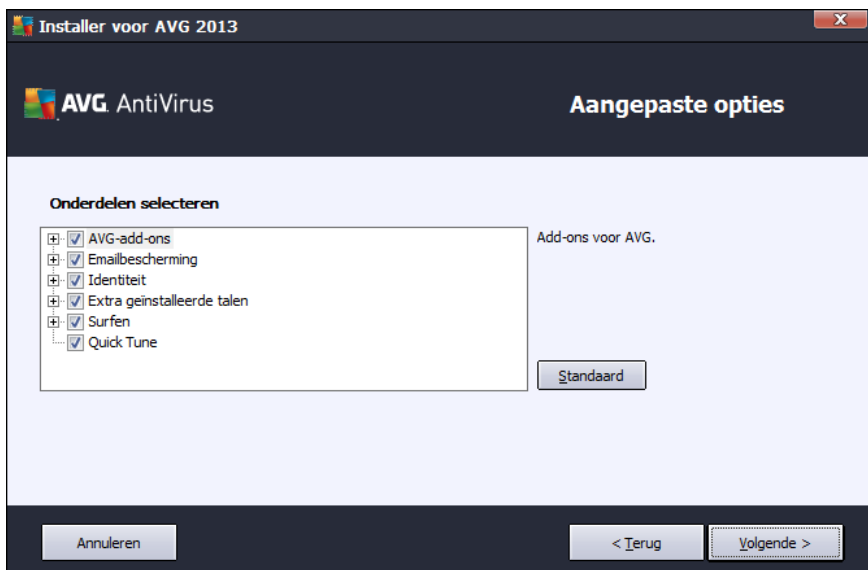 Installer voor AVG 2013
X
AVG. AntiVirus
Aangepaste opties
Onderdelen selecteren
AVG-add-ons
Add-ons voor AVG.
Emailbescherming
Identiteit
Extra geïnstalleerde talen
Surfen
Quick Tune
Standaard
Annuleren
< Terug
Volgende >